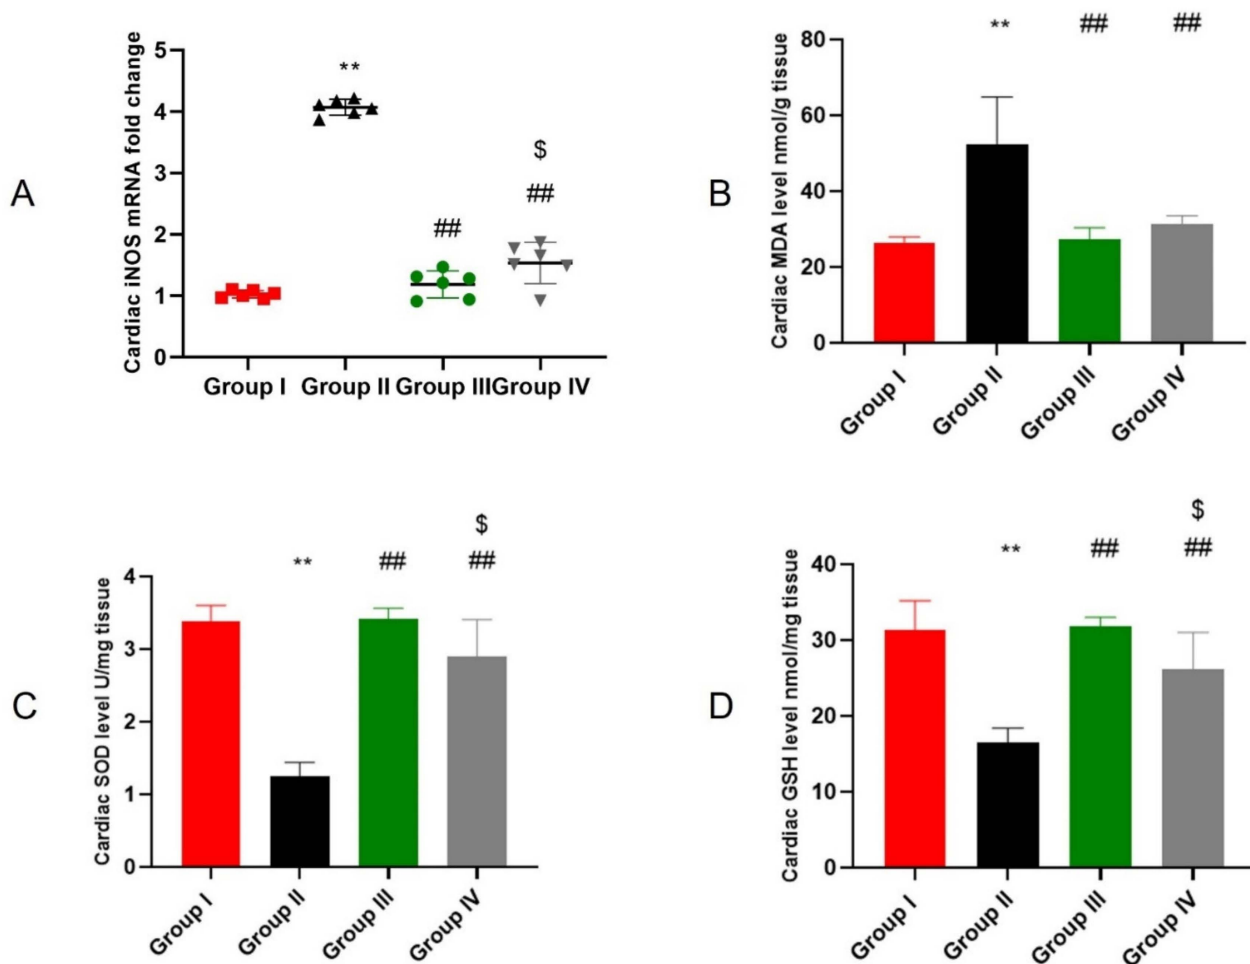 A
Cardiac iNOS mRNA fold change
5
4
3
2
1
0
**
##
$
##
Group I Group II Group III Group IV
B
Cardiac MDA level nmol/g tissue
80
60
40
20
0
** ## ##
Group I Group II Group III Group IV
C
Cardiac SOD level U/mg tissue
4
3
2
1
0
$
** ## ##
Group I Group II Group III Group IV
D
Cardiac GSH level nmol/mg tissue
40
30
20
10
0
$
** ## ##
Group I Group II Group III Group IV